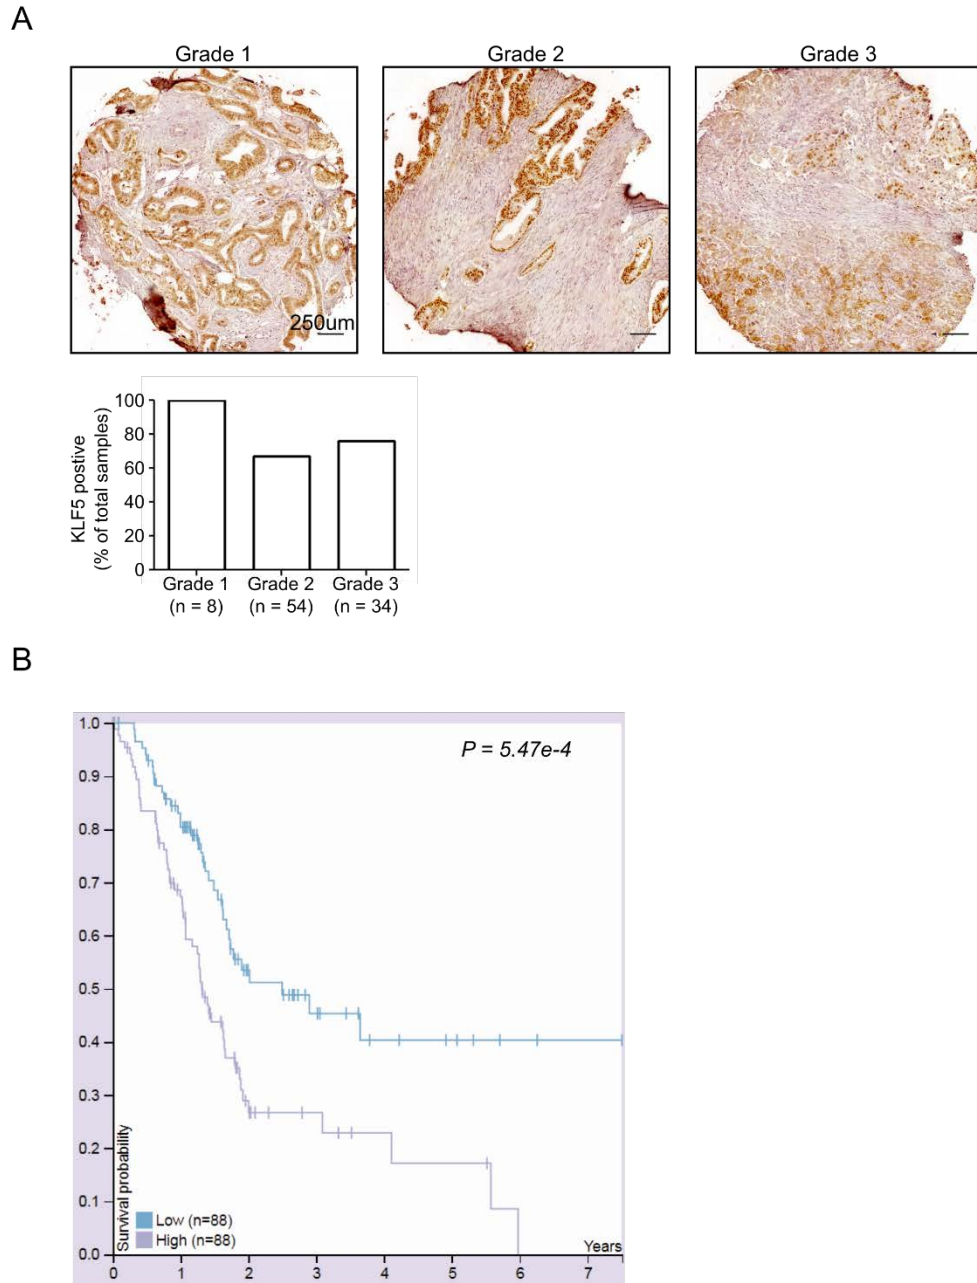 A
Grade 1
Grade 2
Grade 3
250um
KLF5 postive
(% of total samples)
100
80
60
40
20
0
Grade 1
Grade 2
Grade 3
(n = 8)
(n = 54)
(n = 34)
B
P = 5.47e-4
1.0
0.9
0.8
0.7
0.6
0.5
0.4
0.3
0.2
0.1
0.0
Survival probability
Low (n=88)
High (n=88)
Years
0 1 2 3 4 5 6 7